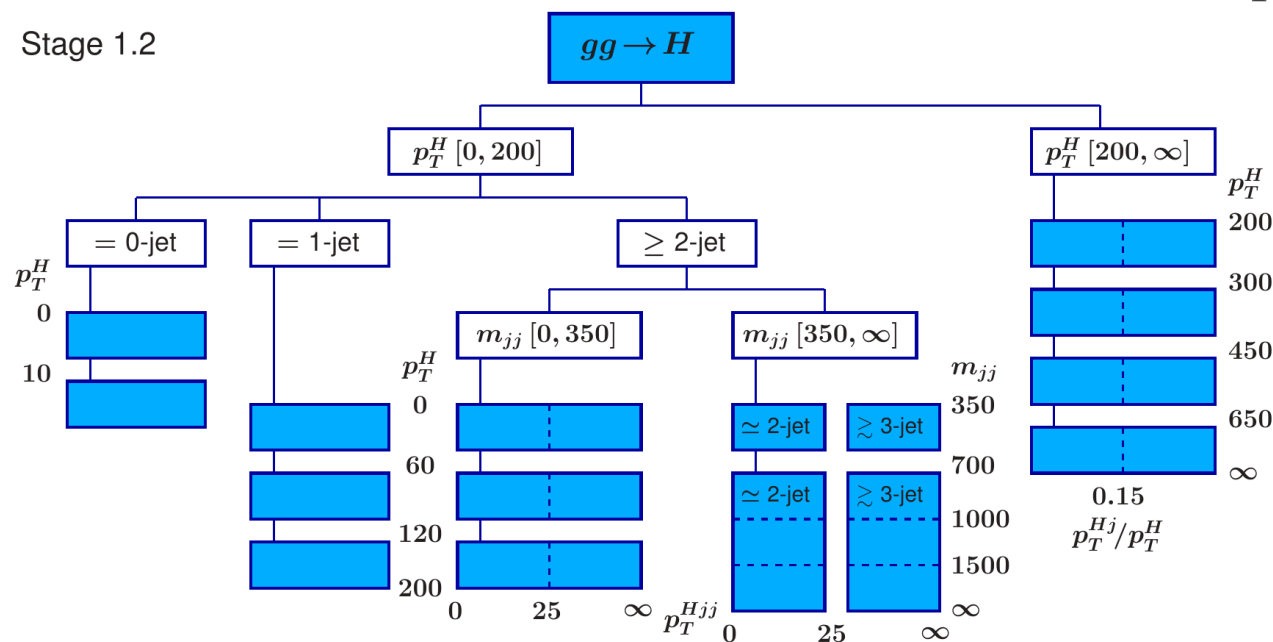 Stage 1.2
gg → H
p_T^H [0, 200]
p_T^H [200, ∞]
p_T^H
= 0-jet
= 1-jet
≥ 2-jet
200
p_T^H
0
10
m_jj [0, 350]
m_jj [350, ∞]
300
450
650
∞
0.15
p_T^Hj/p_T^H
p_T^H
0
60
120
200
0
25
∞
m_jj
350
≃ 2-jet
≳ 3-jet
700
≃ 2-jet
≳ 3-jet
1000
1500
∞
p_T^Hjj
0
25
∞